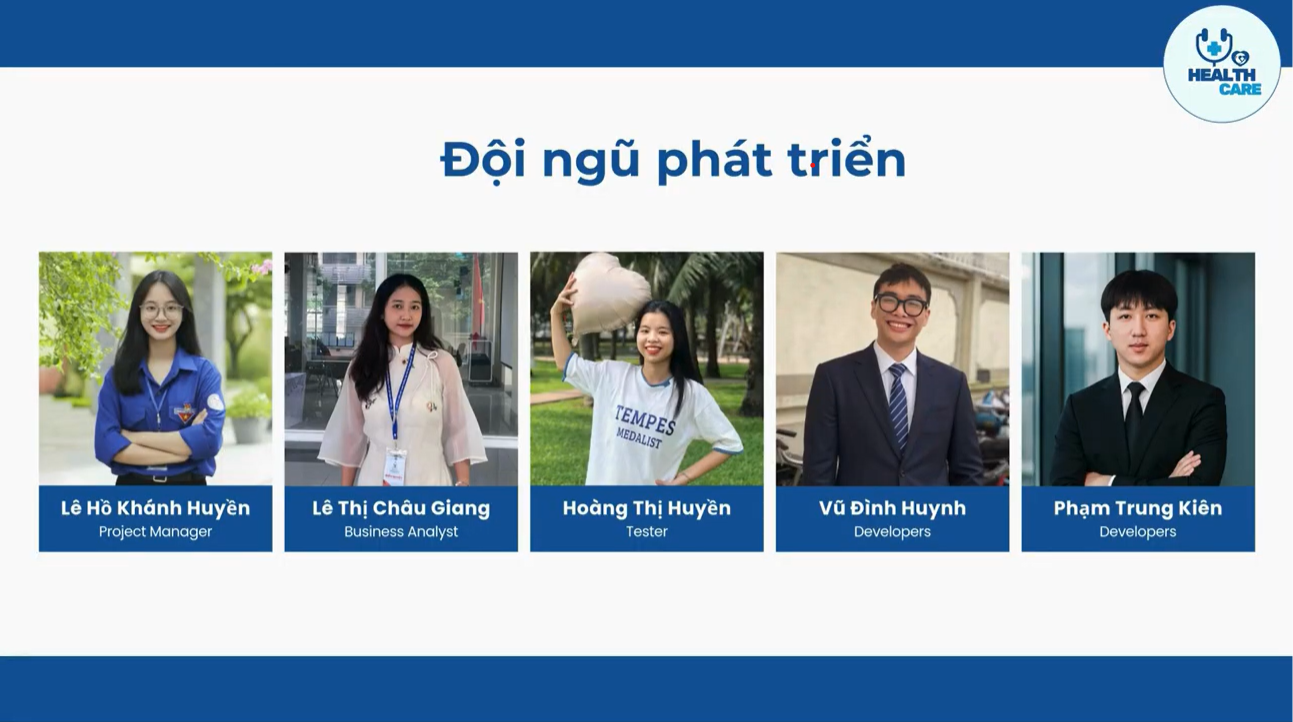 HEALTH
CARE
Đội ngũ phát triển
TEMPES
MEDALIST
Lê Hồ Khánh Huyền
Project Manager
Lê Thị Châu Giang
Business Analyst
Hoàng Thị Huyền
Tester
Vũ Đình Huynh
Developers
Phạm Trung Kiên
Developers